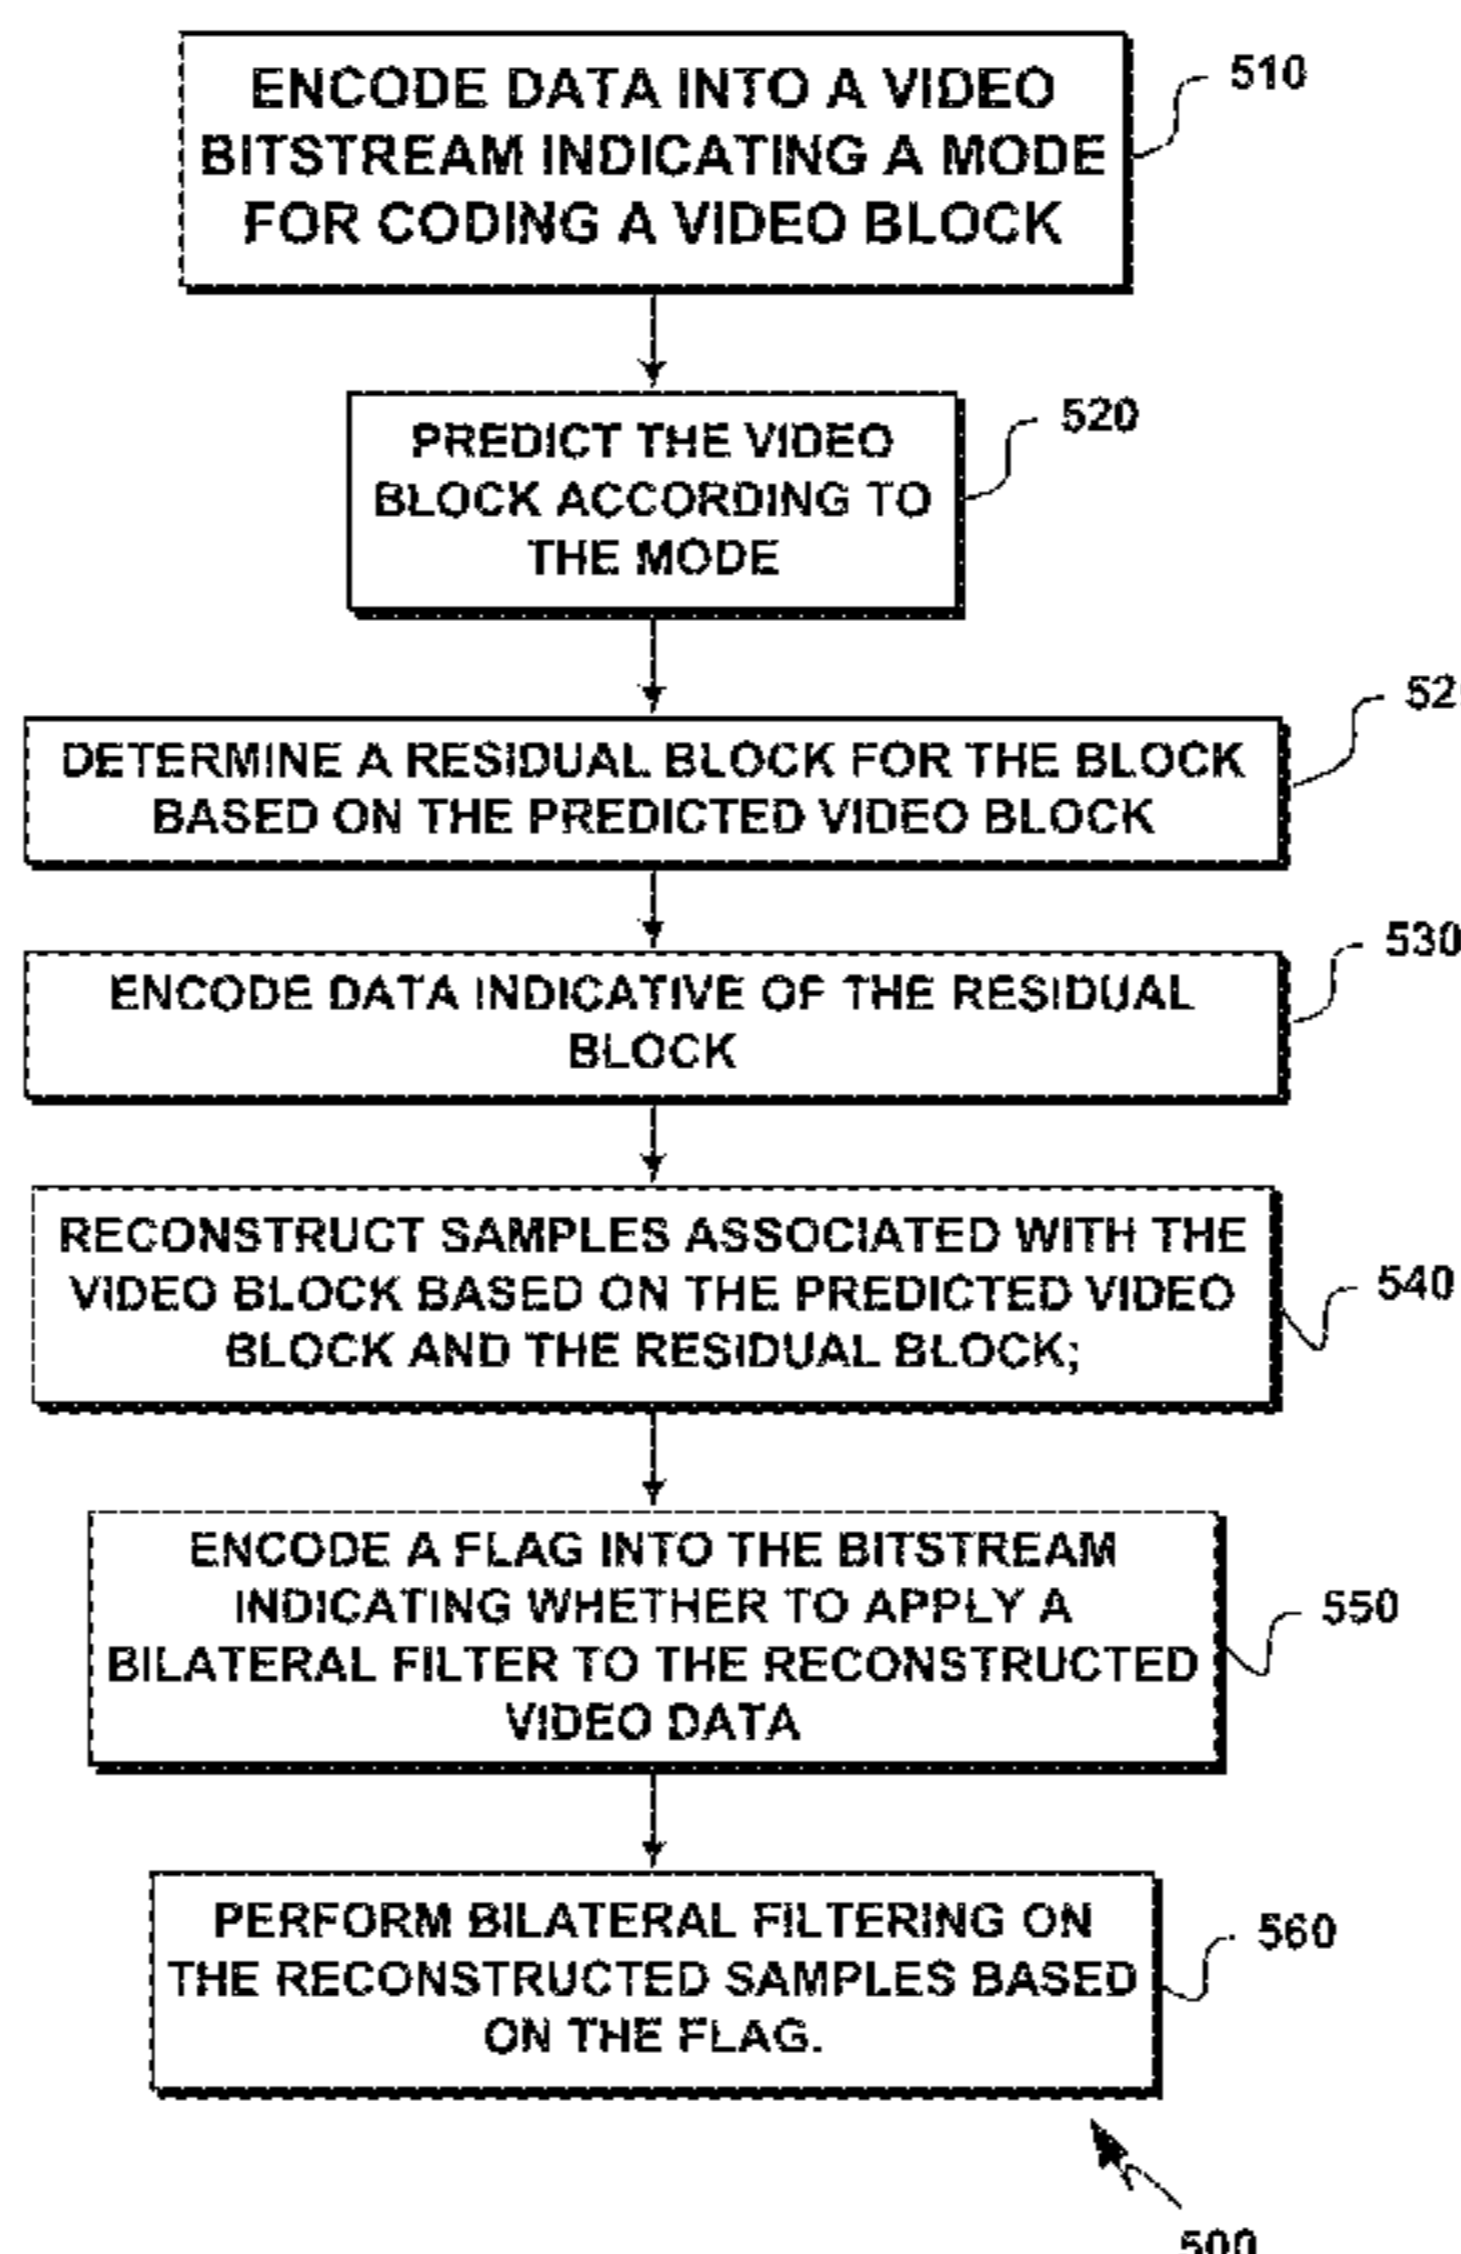 ENCODE DATA INTO A VIDEO
BITSTREAM INDICATING A MODE
FOR CODING A VIDEO BLOCK
510
PREDICT THE VIDEO
BLOCK ACCORDING TO
THE MODE
520
DETERMINE A RESIDUAL BLOCK FOR THE BLOCK
BASED ON THE PREDICTED VIDEO BLOCK
ENCODE DATA INDICATIVE OF THE RESIDUAL
BLOCK
530
RECONSTRUCT SAMPLES ASSOCIATED WITH THE
VIDEO BLOCK BASED ON THE PREDICTED VIDEO
BLOCK AND THE RESIDUAL BLOCK;
540
ENCODE A FLAG INTO THE BITSTREAM
INDICATING WHETHER TO APPLY A
BILATERAL FILTER TO THE RECONSTRUCTED
VIDEO DATA
550
PERFORM BILATERAL FILTERING ON
THE RECONSTRUCTED SAMPLES BASED
ON THE FLAG.
560
500